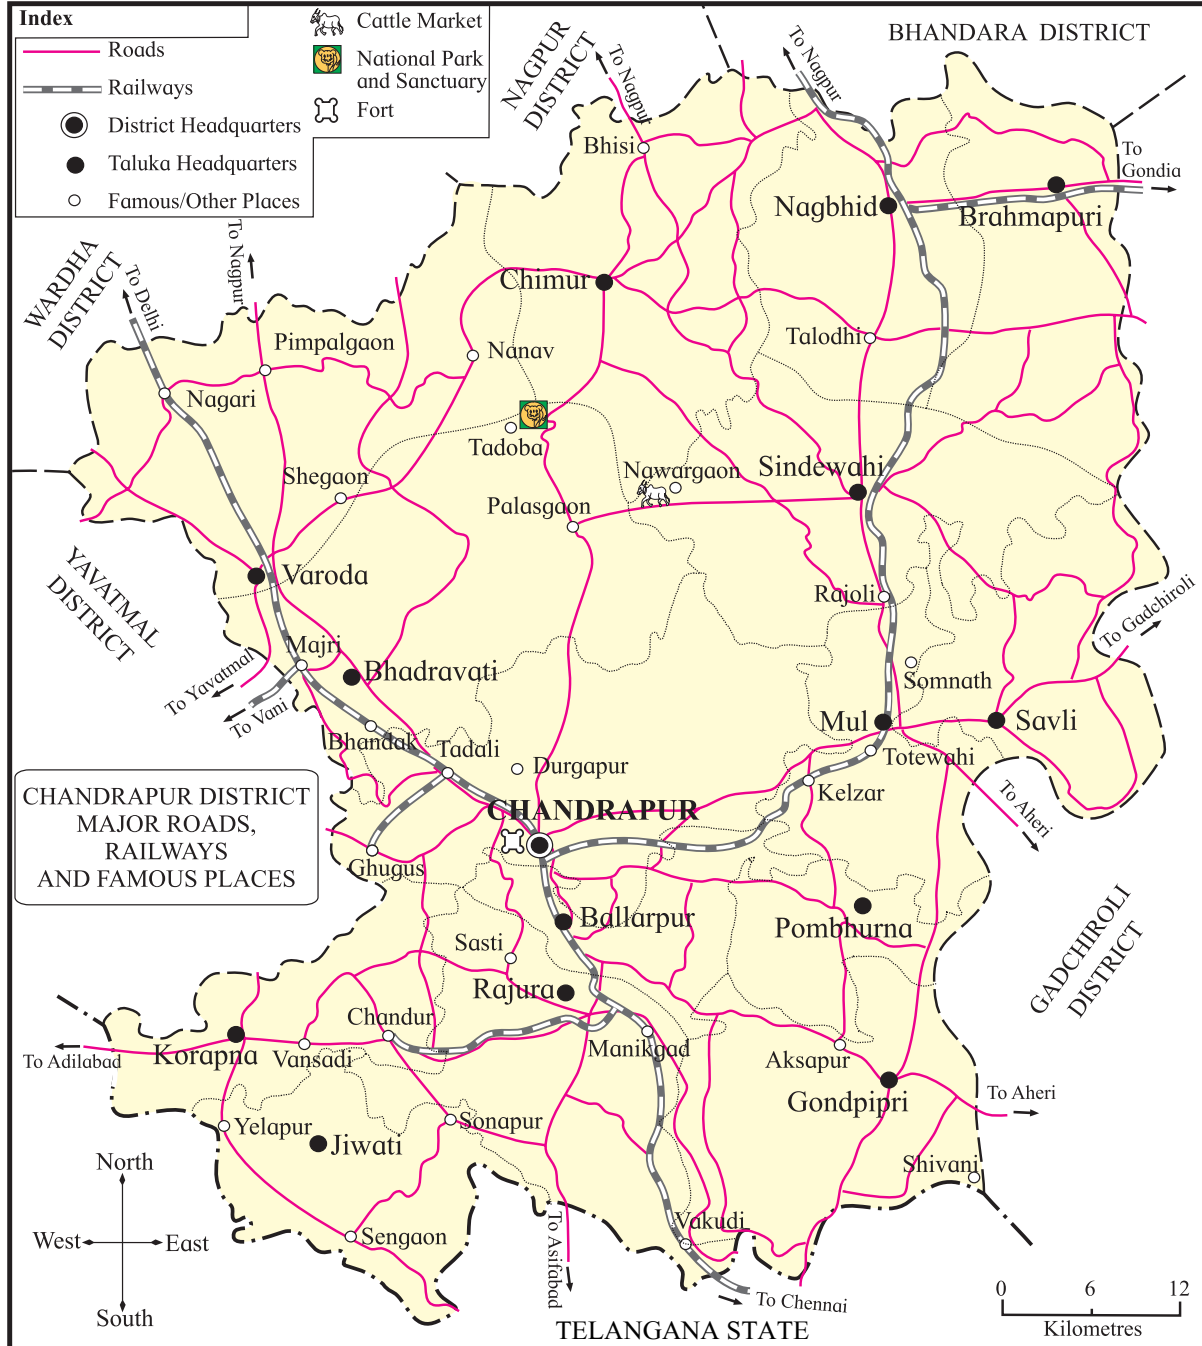 Index
Roads
Railways
District Headquarters
Taluka Headquarters
Famous/Other Places
Cattle Market
National Park
and Sanctuary
Fort
NAGPUR
DISTRICT
To Nagpur
To Nagpur
BHANDARA DISTRICT
To
Gondia
Bhisi
Nagbhid
Brahmapuri
WARDHA
DISTRICT
To Delhi
To Nagpur
Chimur
Talodhi
Pimpalgaon
Nanav
Nagari
Tadoba
Shegaon
Nawargaon
Sindewahi
Palasgaon
YAVATMAL
DISTRICT
Varoda
Rajoli
To Gadchiroli
Majri
Bhadravati
Somnath
To Yavatmal
To Vani
Mul
Savli
Bhandak
Tadali
Durgapur
Totewahi
Kelzar
To Aheri
CHANDRAPUR DISTRICT
MAJOR ROADS,
RAILWAYS
AND FAMOUS PLACES
CHANDRAPUR
Ghugus
Ballarpur
Pombhurna
GADCHIROLI
DISTRICT
Sasti
Rajura
Chandur
Manikgad
Aksapur
To Adilabad
Korapna
Vansadi
Gondpipri
To Aheri
Yelapur
Sonapur
Jiwati
Shivani
North
West
East
South
Sengaon
Vakudi
To Asifabad
To Chennai
TELANGANA STATE
0 6 12
Kilometres